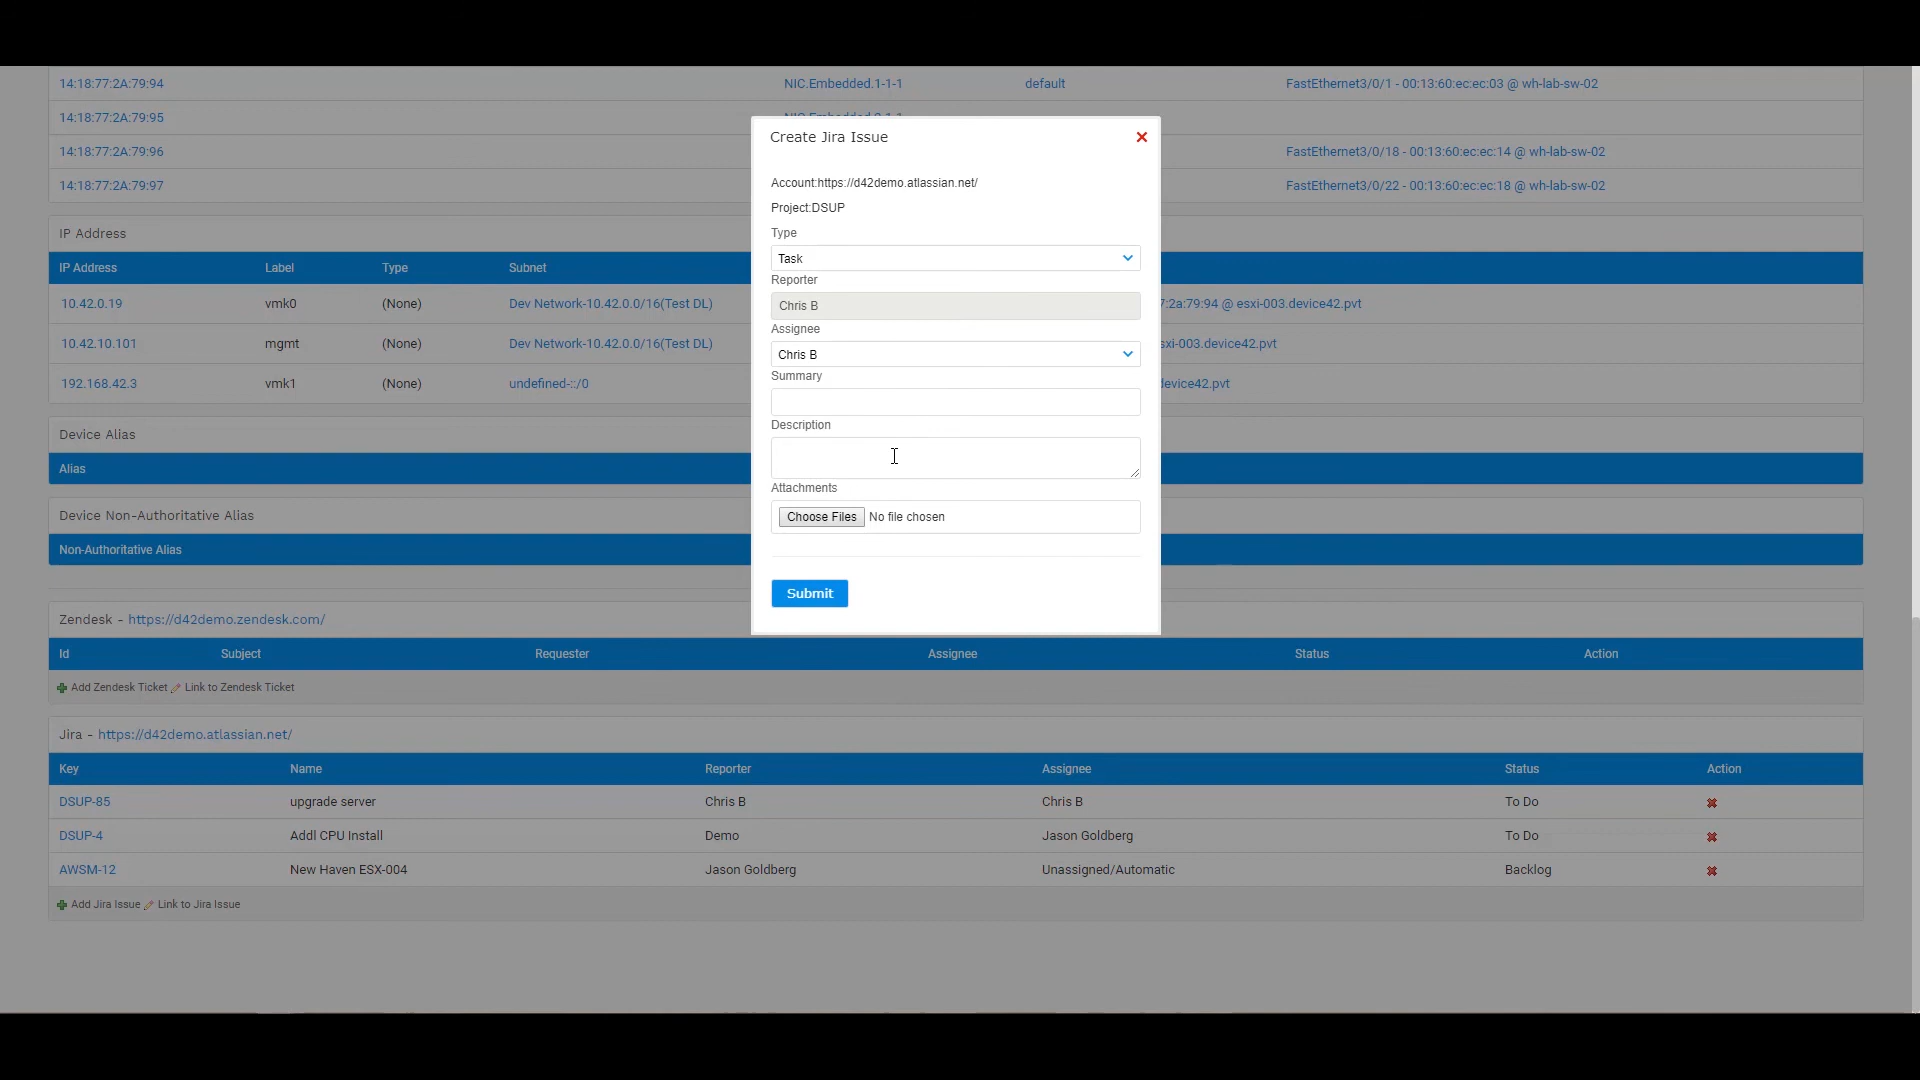 14:18:77:2A:79:94 NIC.Embedded.1-1-1 default FastEthernet3/0/1 - 00:13:60:ec:ec:03 @ wh-lab-sw-02
14:18:77:2A:79:95
14:18:77:2A:79:96 FastEthernet3/0/18 - 00:13:60:ec:ec:14 @ wh-lab-sw-02
14:18:77:2A:79:97 FastEthernet3/0/22 - 00:13:60:ec:ec:18 @ wh-lab-sw-02
IP Address
IP Address Label Type Subnet
10.42.0.19 vmk0 (None) Dev Network-10.42.0.0/16(Test DL) :2a:79:94 @ esxi-003.device42.pvt
10.42.10.101 mgmt (None) Dev Network-10.42.0.0/16(Test DL) sxi-003.device42.pvt
192.168.42.3 vmk1 (None) undefined-::/0 device42.pvt
Device Alias
Alias
Device Non-Authoritative Alias
Non-Authoritative Alias
Create Jira Issue
Account:https://d42demo.atlassian.net/
Project:DSUP
Type
Task
Reporter
Chris B
Assignee
Chris B
Summary
Description
Attachments
Choose Files No file chosen
Submit
Zendesk - https://d42demo.zendesk.com/
Id Subject Requester Assignee Status Action
Add Zendesk Ticket Link to Zendesk Ticket
Jira - https://d42demo.atlassian.net/
Key Name Reporter Assignee Status Action
DSUP-85 upgrade server Chris B Chris B To Do
DSUP-4 Addl CPU Install Demo Jason Goldberg To Do
AWSM-12 New Haven ESX-004 Jason Goldberg Unassigned/Automatic Backlog
Add Jira Issue Link to Jira Issue